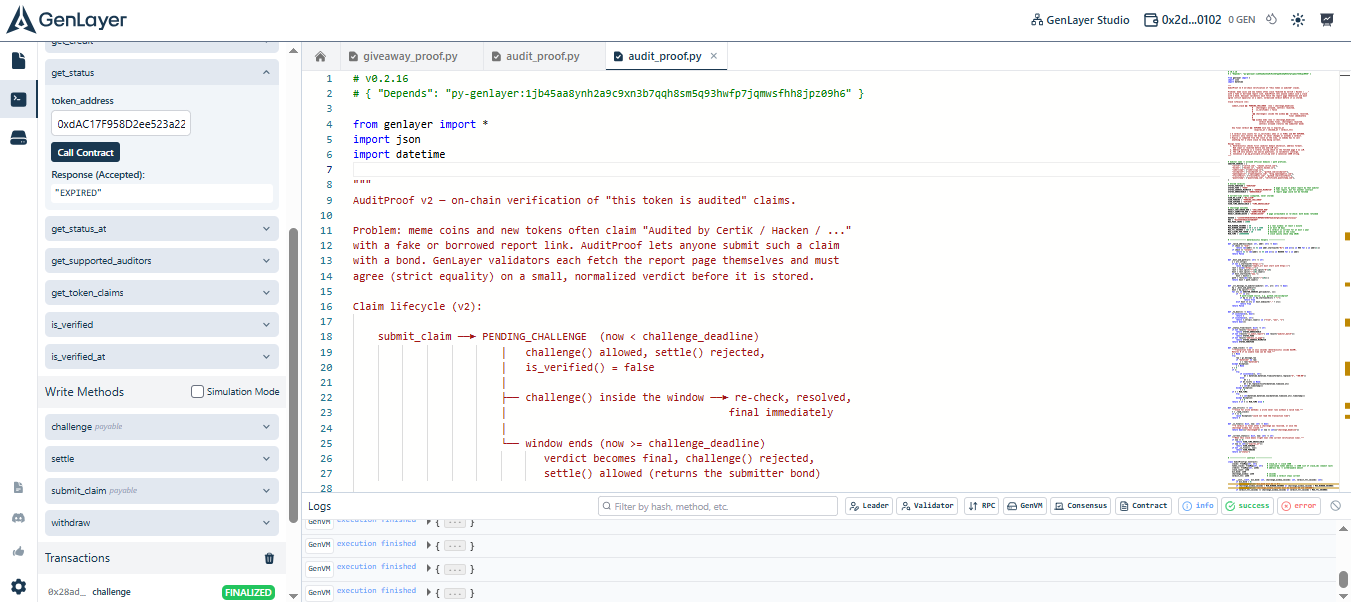 GenLayer
GenLayer Studio
0x2d...0102
0 GEN
get_status
token_address
0xdAC17F958D2ee523a22
Call Contract
Response (Accepted):
"EXPIRED"
get_status_at
get_supported_auditors
get_token_claims
is_verified
is_verified_at
Write Methods
Simulation Mode
challenge payable
settle
submit_claim payable
withdraw
Transactions
0x28ad_ challenge FINALIZED
giveaway_proof.py
audit_proof.py
audit_proof.py ×
1 # v0.2.16
2 # { "Depends": "py-genlayer:1jb45aa8ynh2a9c9xn3b7qqh8sm5q93hwfp7jqmwsfhh8jpz09h6" }
3
4 from genlayer import *
5 import json
6 import datetime
7
8 """
9 AuditProof v2 — on-chain verification of "this token is audited" claims.
10
11 Problem: meme coins and new tokens often claim "Audited by CertiK / Hacken / ..."
12 with a fake or borrowed report link. AuditProof lets anyone submit such a claim
13 with a bond. GenLayer validators each fetch the report page themselves and must
14 agree (strict equality) on a small, normalized verdict before it is stored.
15
16 Claim lifecycle (v2):
17
18 submit_claim ──► PENDING_CHALLENGE (now < challenge_deadline)
19 │ challenge() allowed, settle() rejected,
20 │ is_verified() = false
21 │
22 ├── challenge() inside the window ──► re-check, resolved,
23 │ final immediately
24 │
25 └── window ends (now >= challenge_deadline)
26 verdict becomes final, challenge() rejected,
27 settle() allowed (returns the submitter bond)
28
Logs
Filter by hash, method, etc.
Leader
Validator
RPC
GenVM
Consensus
Contract
info
success
error
GenVM execution finished ▶ { ... }
GenVM execution finished ▶ { ... }
GenVM execution finished ▶ { ... }
GenVM execution finished ▶ { ... }